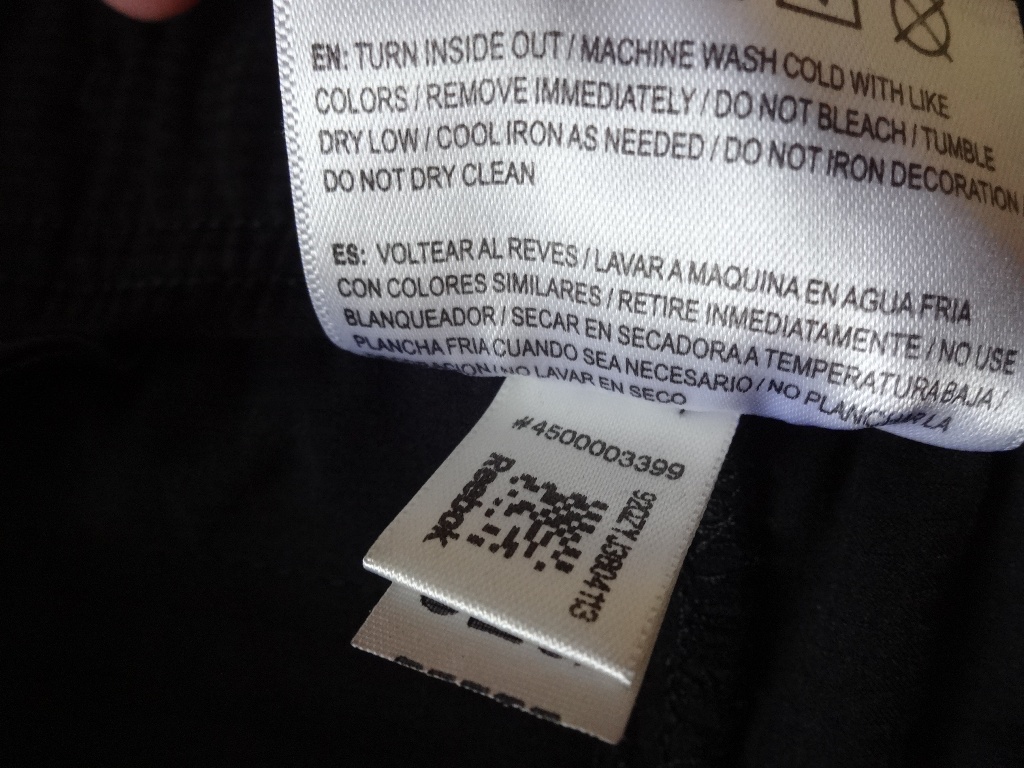 EN: TURN INSIDE OUT / MACHINE WASH COLD WITH LIKE
COLORS / REMOVE IMMEDIATELY / DO NOT BLEACH / TUMBLE
DRY LOW / COOL IRON AS NEEDED / DO NOT IRON DECORATION
DO NOT DRY CLEAN
ES: VOLTEAR AL REVES / LAVAR A MAQUINA EN AGUA FRIA
CON COLORES SIMILARES / RETIRE INMEDIATAMENTE / NO USE
BLANQUEADOR / SECAR EN SECADORA A TEMPERATURA BAJA /
PLANCHA FRIA CUANDO SEA NECESARIO / NO PLANCHAR LA
NO LAVAR EN SECO
#4500003399
Reebok